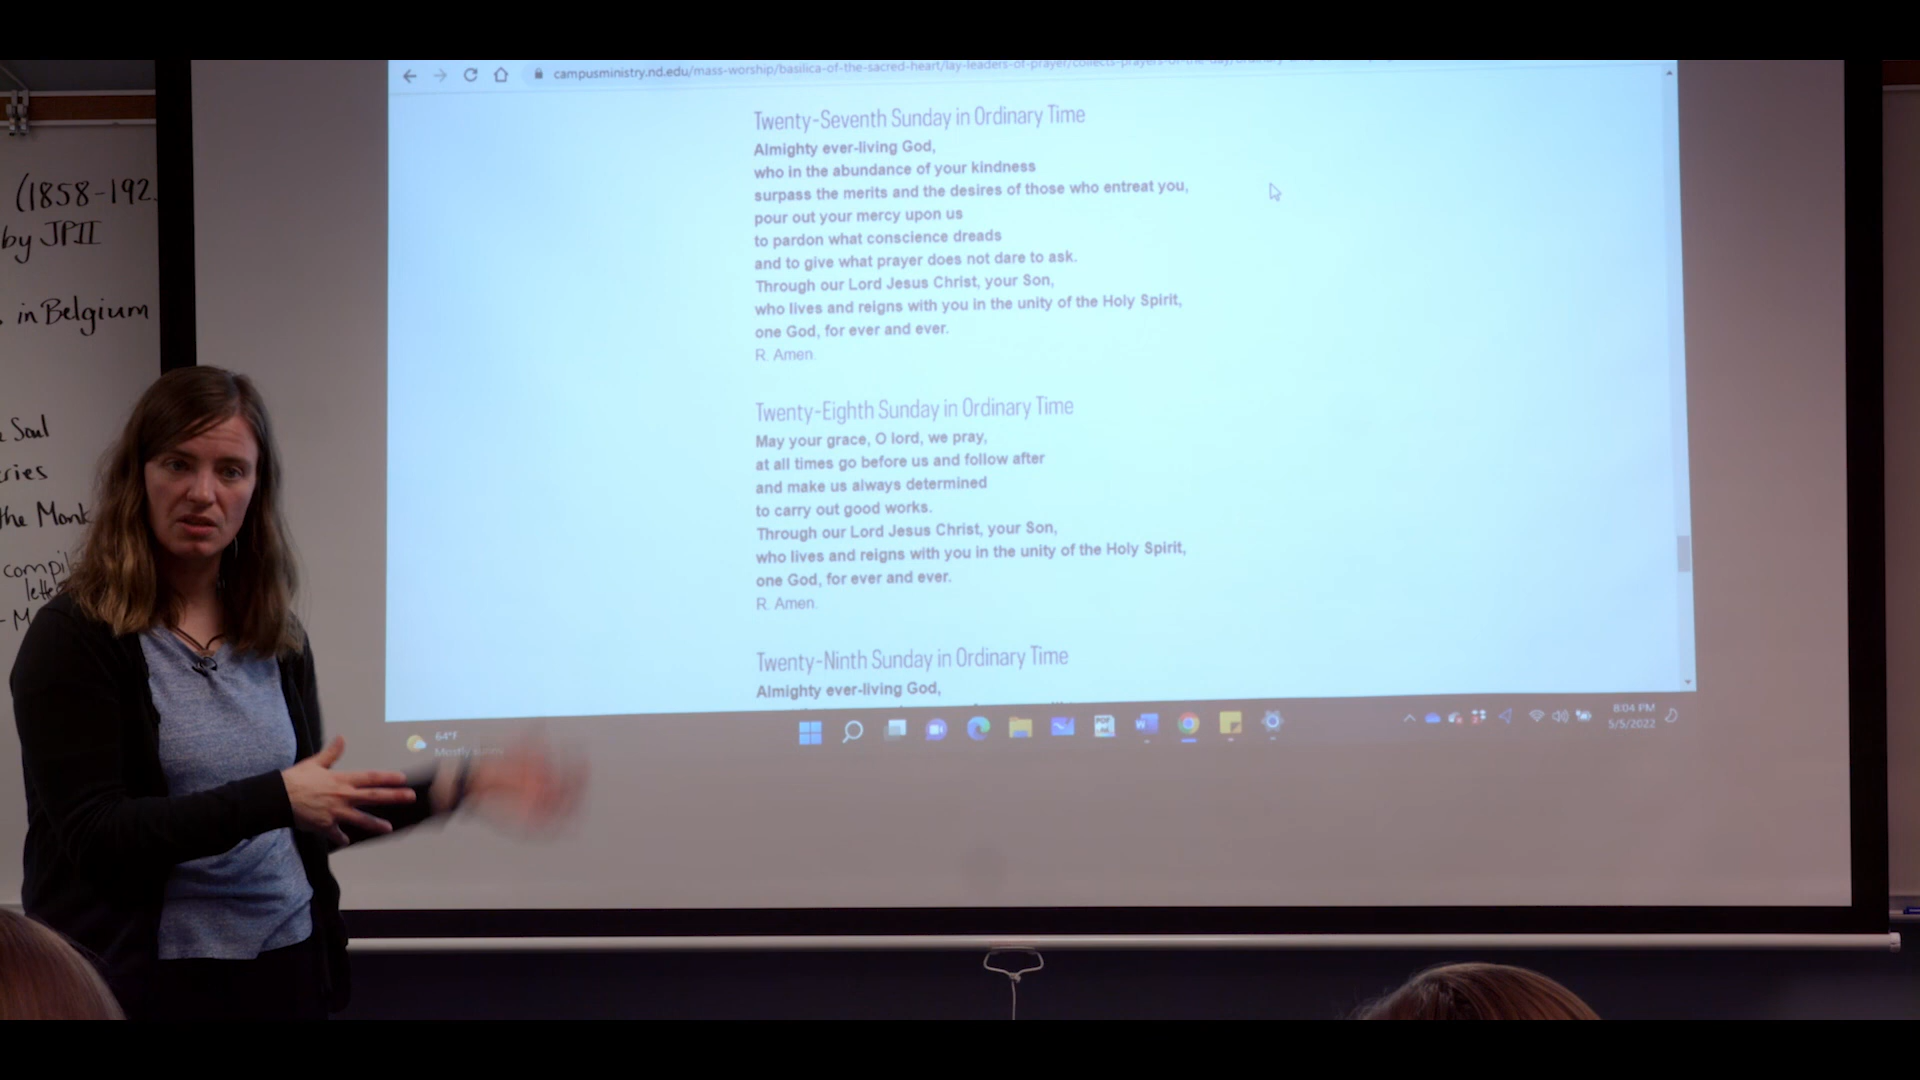 campusministry.nd.edu/mass-worship/basilica-of-the-sacred-heart/lay-leaders-of-prayer/collects-prayers-of-the-day/
Twenty-Seventh Sunday in Ordinary Time
Almighty ever-living God,
who in the abundance of your kindness
surpass the merits and the desires of those who entreat you,
pour out your mercy upon us
to pardon what conscience dreads
and to give what prayer does not dare to ask.
Through our Lord Jesus Christ, your Son,
who lives and reigns with you in the unity of the Holy Spirit,
one God, for ever and ever.
R. Amen.
Twenty-Eighth Sunday in Ordinary Time
May your grace, O lord, we pray,
at all times go before us and follow after
and make us always determined
to carry out good works.
Through our Lord Jesus Christ, your Son,
who lives and reigns with you in the unity of the Holy Spirit,
one God, for ever and ever.
R. Amen.
Twenty-Ninth Sunday in Ordinary Time
Almighty ever-living God,
64°F
Mostly sunny
8:04 PM
5/5/2022
(1858-192
by JPII
in Belgium
Soul
the Monk